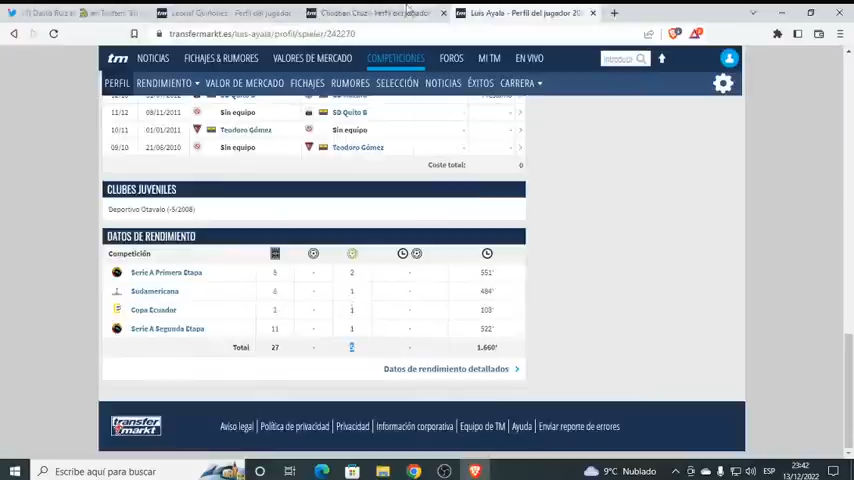 Leonel Quiñonez - Perfil del jugador
Luis Ayala - Perfil del jugador 20
transfermarkt.es/luis-ayala/profil/spieler/242270
tm NOTICIAS FICHAJES & RUMORES VALORES DE MERCADO COMPETICIONES FOROS MI TM EN VIVO
PERFIL RENDIMIENTO VALOR DE MERCADO FICHAJES RUMORES SELECCIÓN NOTICIAS ÉXITOS CARRERA
11/12 08/11/2011 Sin equipo SD Quito B - -
10/11 01/01/2011 Teodoro Gómez Sin equipo - -
09/10 21/06/2010 Sin equipo Teodoro Gómez - -
Coste total: 0
CLUBES JUVENILES
Deportivo Otavalo (-5/2008)
DATOS DE RENDIMIENTO
Competición
Serie A Primera Etapa - 2 - 551'
Sudamericana - 1 - 484'
Copa Ecuador - 1 - 103'
Serie A Segunda Etapa 11 - 1 - 522'
Total 27 - - 1.660'
Datos de rendimiento detallados
transfer markt
Aviso legal | Política de privacidad | Privacidad | Información corporativa | Equipo de TM | Ayuda | Enviar reporte de errores
Escribe aquí para buscar
9°C Nublado
ESP
23:42
13/12/2022